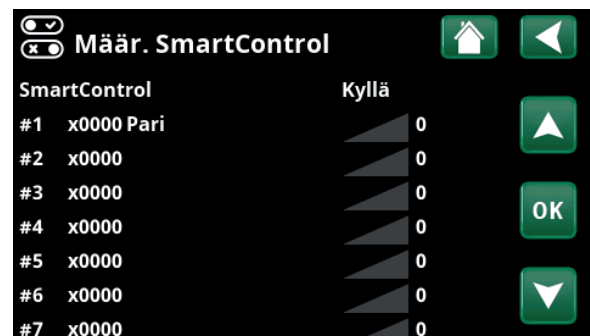 Määr. SmartControl
SmartControl Kyllä
#1 x0000 Pari 0
#2 x0000 0
#3 x0000 0
#4 x0000 0
OK
#5 x0000 0
#6 x0000 0
#7 x0000 0